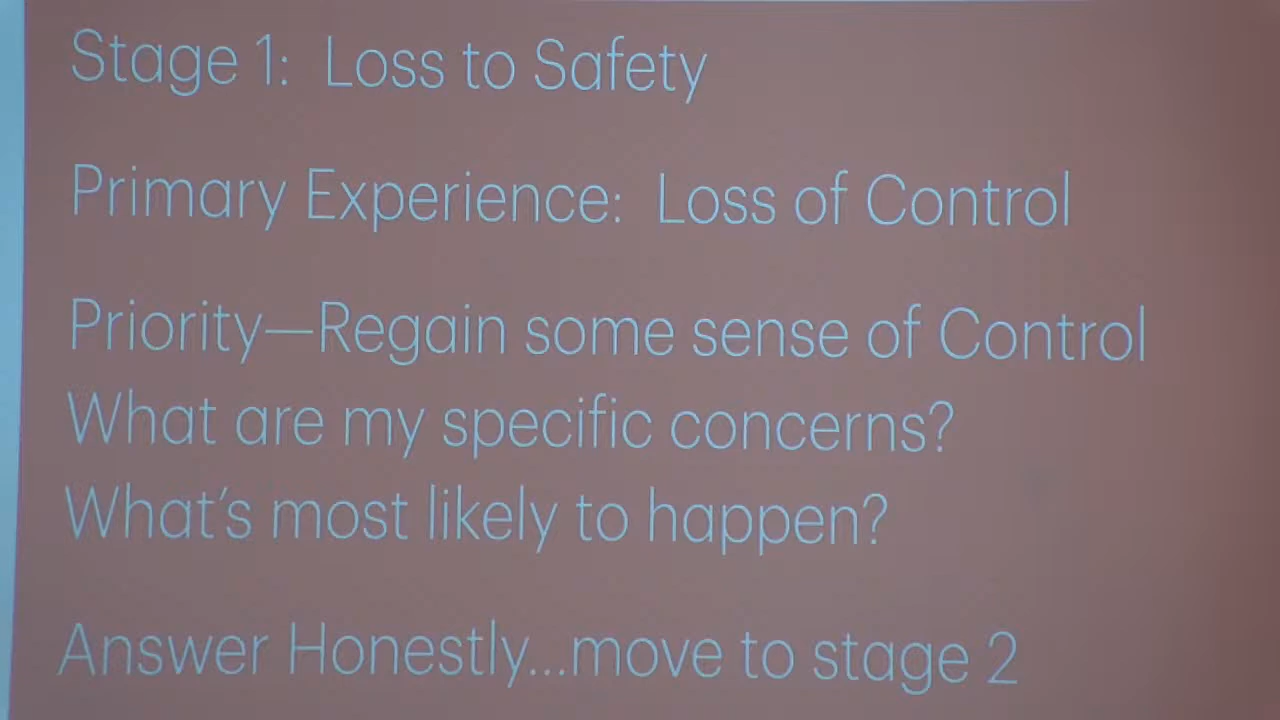 Stage 1: Loss to Safety
Primary Experience: Loss of Control
Priority—Regain some sense of Control
What are my specific concerns?
What's most likely to happen?
Answer Honestly...move to stage 2